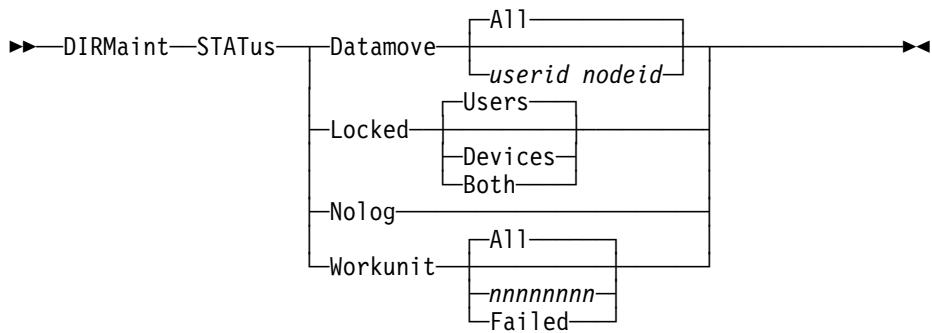 All
DIRMaint STATus Datamove
userid nodeid
Users
Locked
Devices
Both
Nolog
All
Workunit
nnnnnnnn
Failed